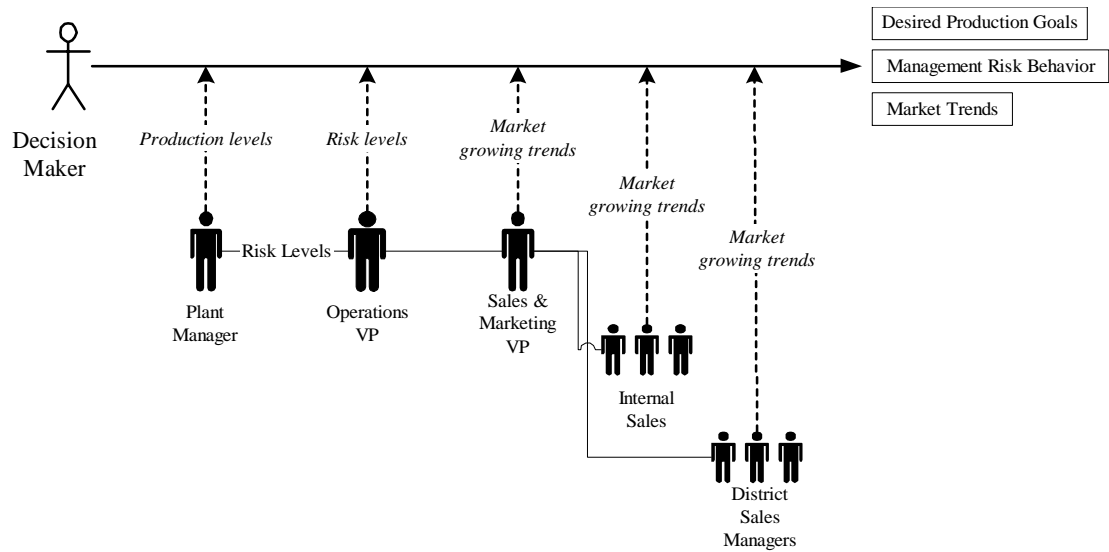 Desired Production Goals
Management Risk Behavior
Market Trends
Decision
Maker
Production levels
Risk levels
Market
growing trends
Market
growing trends
Market
growing trends
Risk Levels
Plant
Manager
Operations
VP
Sales &
Marketing
VP
Internal
Sales
District
Sales
Managers